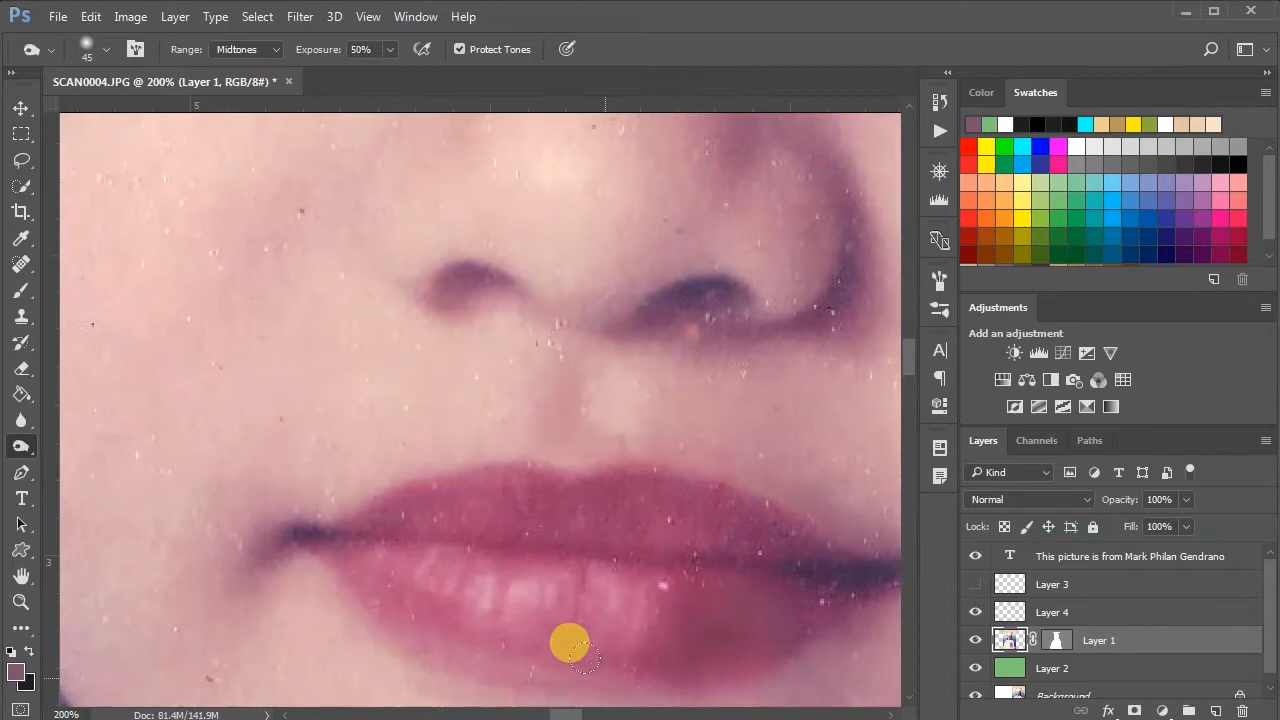 Ps File Edit Image Layer Type Select Filter 3D View Window Help
45 Range: Midtones Exposure: 50% Protect Tones
SCAN0004.JPG @ 200% (Layer 1, RGB/8#) * ×
5
3
Color Swatches
Adjustments
Add an adjustment
Layers Channels Paths
Kind
Normal Opacity: 100%
Lock: Fill: 100%
T This picture is from Mark Philan Gendrano
Layer 3
Layer 4
Layer 1
Layer 2
Background
200% Doc: 81.4M/141.9M